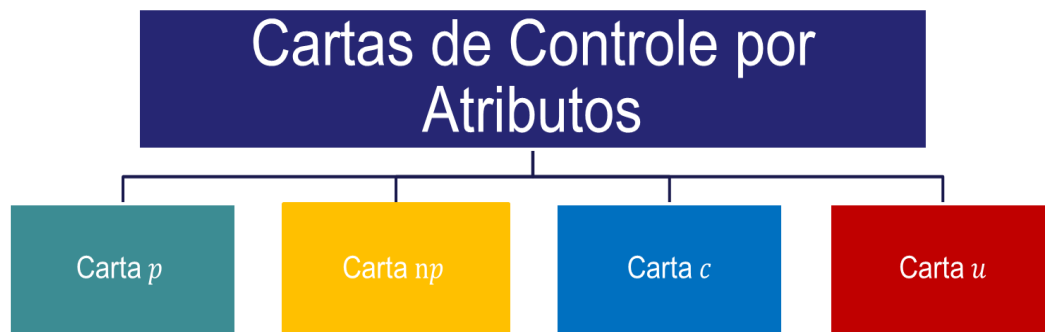 Cartas de Controle por
Atributos
Carta p
Carta np
Carta c
Carta u